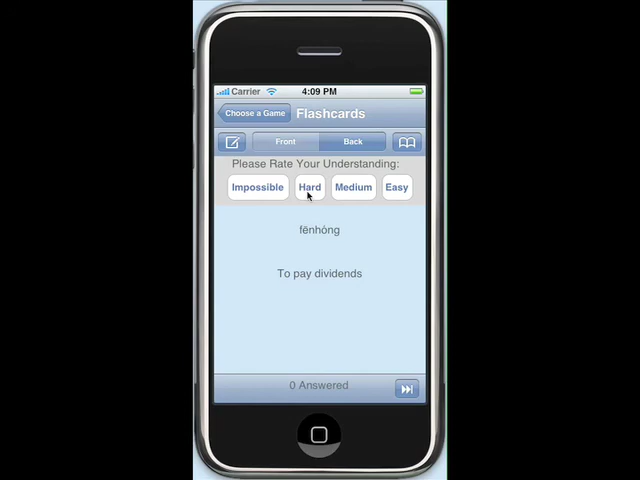 Carrier 4:09 PM
Choose a Game Flashcards
Front Back
Please Rate Your Understanding:
Impossible Hard Medium Easy
fēnhóng
To pay dividends
0 Answered